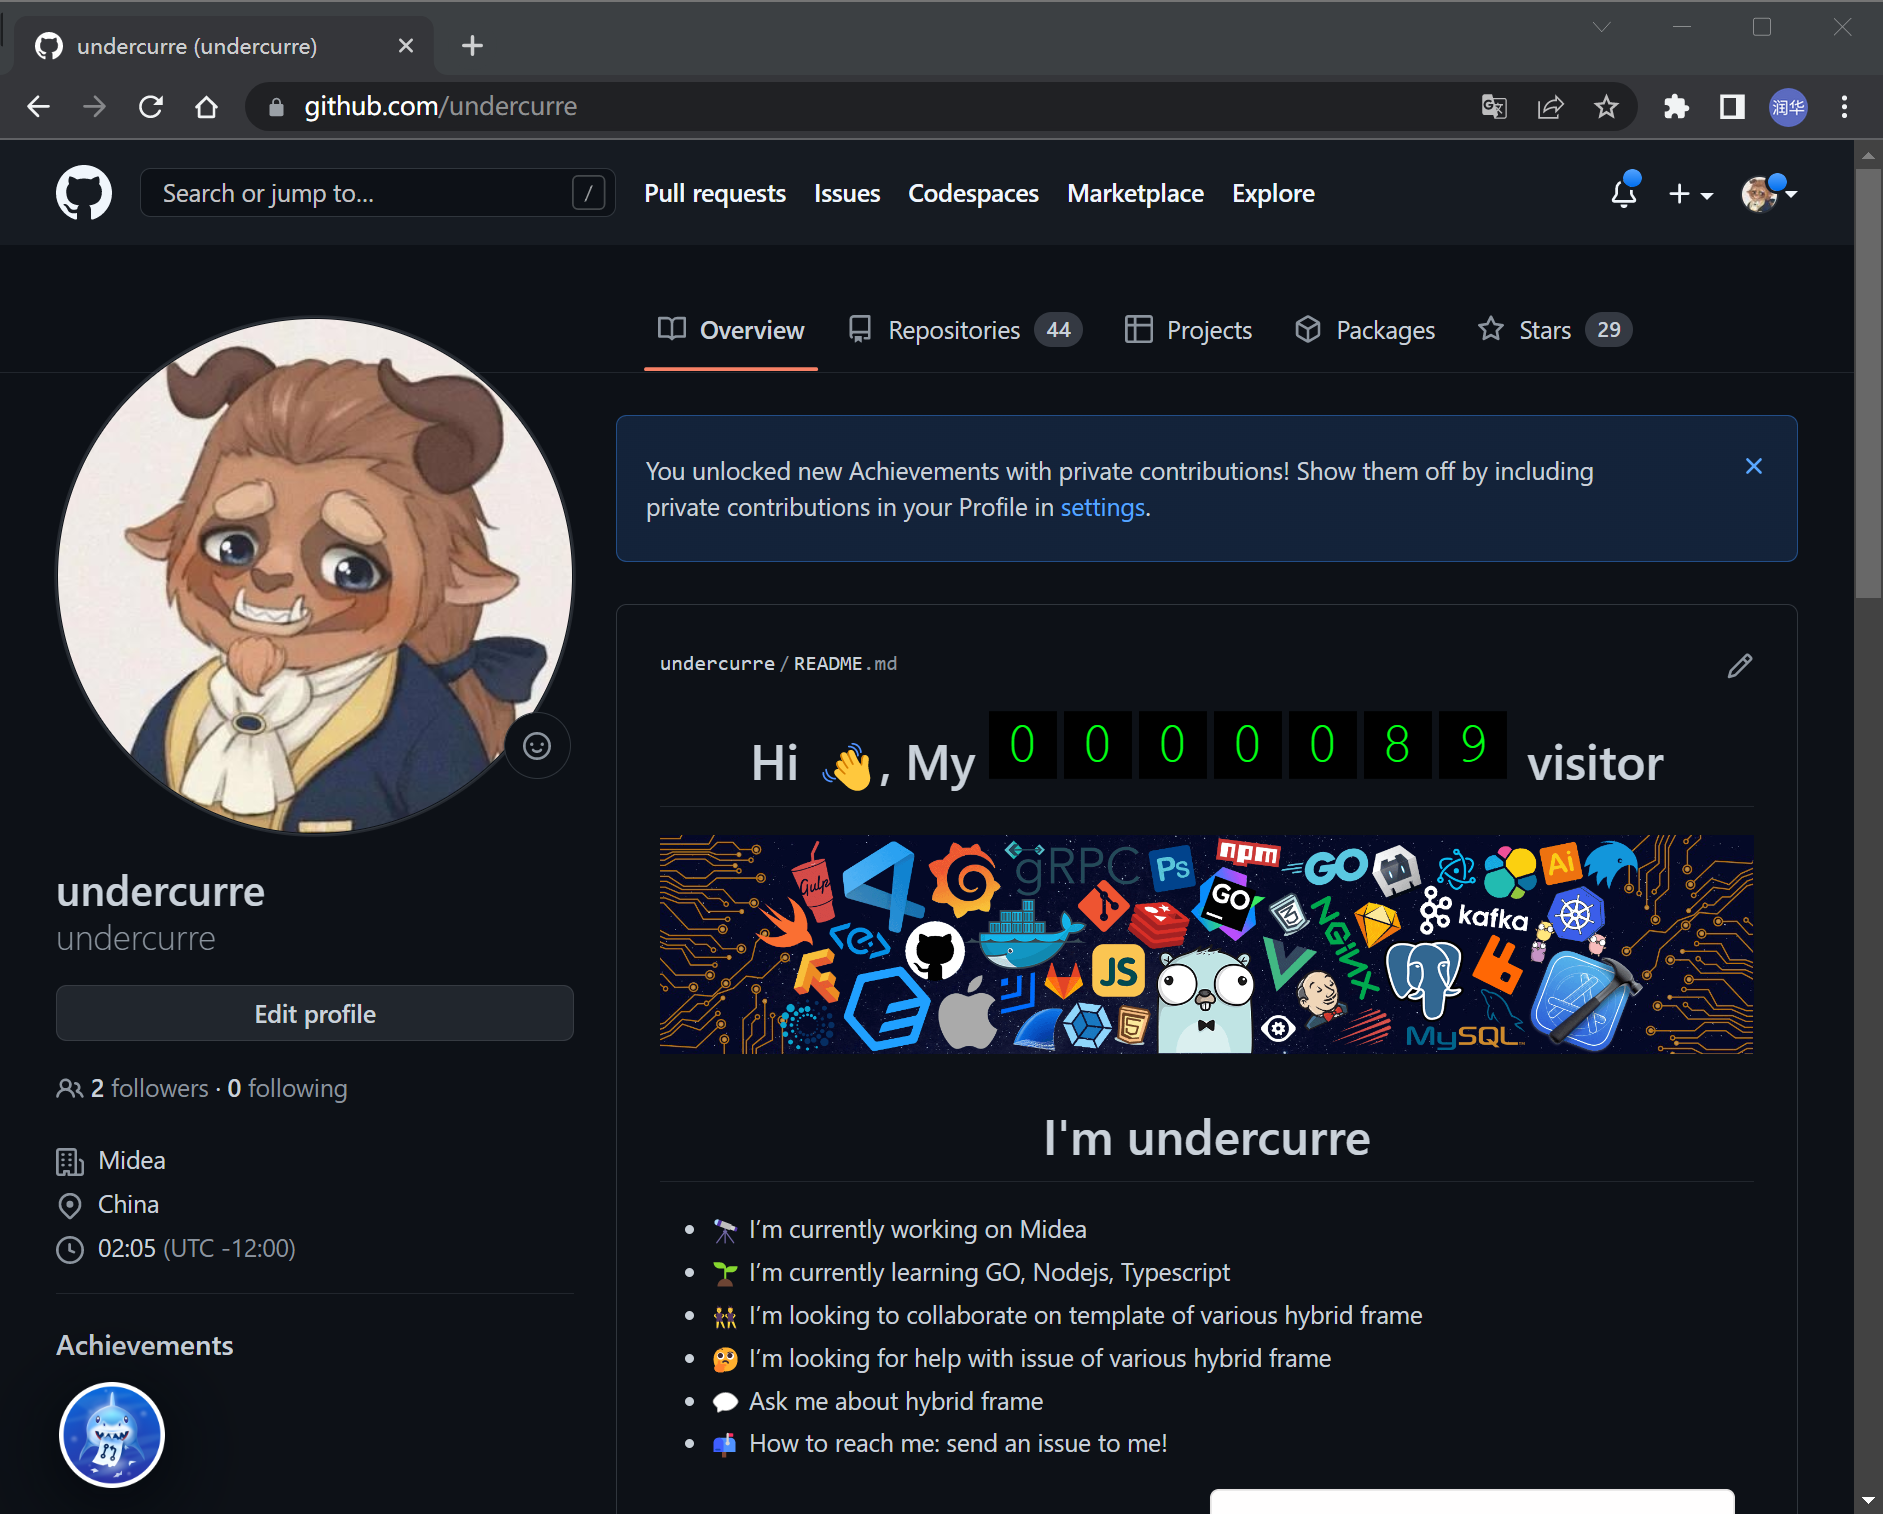 undercurre (undercurre)
github.com/undercurre
润华
Search or jump to... /
Pull requests Issues Codespaces Marketplace Explore
Overview Repositories 44 Projects Packages Stars 29
You unlocked new Achievements with private contributions! Show them off by including
private contributions in your Profile in settings.
undercurre/README.md
Hi 👋, My 0 0 0 0 0 8 9 visitor
Gulp
gRPC
Ps
npm
GO
Ai
GO
kafka
NGINX
JS
MySQL
undercurre
undercurre
Edit profile
2 followers · 0 following
Midea
China
02:05 (UTC -12:00)
Achievements
I'm undercurre
• 🔭 I’m currently working on Midea
• 🌱 I’m currently learning GO, Nodejs, Typescript
• 👯 I’m looking to collaborate on template of various hybrid frame
• 🤔 I’m looking for help with issue of various hybrid frame
• 💬 Ask me about hybrid frame
• 📫 How to reach me: send an issue to me!